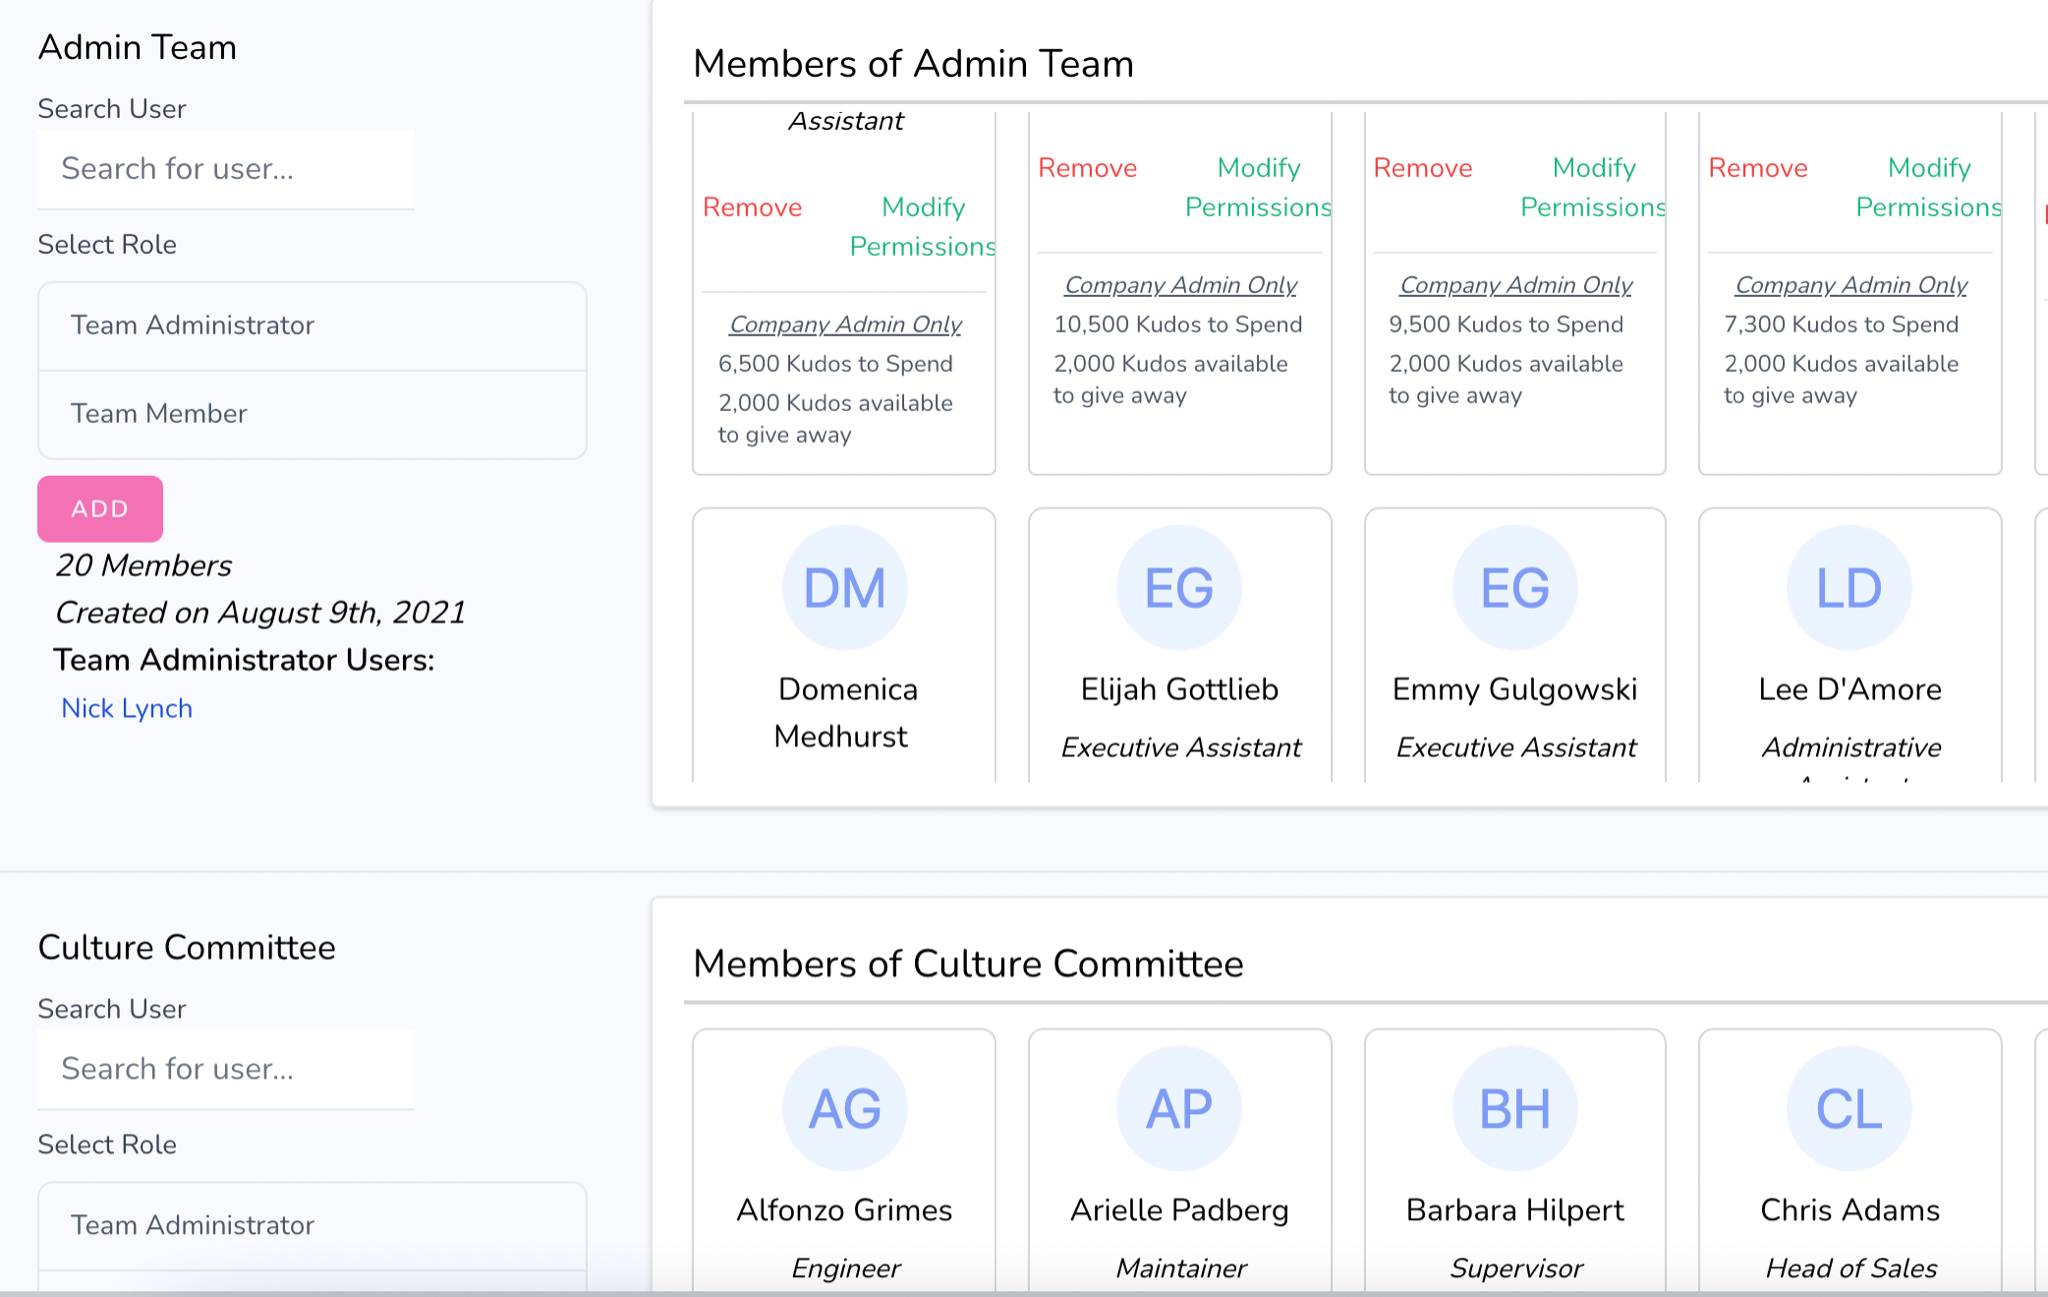 Admin Team
Search User
Search for user...
Select Role
Team Administrator
Team Member
ADD
20 Members
Created on August 9th, 2021
Team Administrator Users:
Nick Lynch
Members of Admin Team
Assistant
Remove
Modify
Permissions
Company Admin Only
6,500 Kudos to Spend
2,000 Kudos available
to give away
Remove
Modify
Permissions
Company Admin Only
10,500 Kudos to Spend
2,000 Kudos available
to give away
Remove
Modify
Permissions
Company Admin Only
9,500 Kudos to Spend
2,000 Kudos available
to give away
Remove
Modify
Permissions
Company Admin Only
7,300 Kudos to Spend
2,000 Kudos available
to give away
DM
Domenica
Medhurst
EG
Elijah Gottlieb
Executive Assistant
EG
Emmy Gulgowski
Executive Assistant
LD
Lee D'Amore
Administrative
Culture Committee
Search User
Search for user...
Select Role
Team Administrator
Members of Culture Committee
AG
Alfonzo Grimes
Engineer
AP
Arielle Padberg
Maintainer
BH
Barbara Hilpert
Supervisor
CL
Chris Adams
Head of Sales